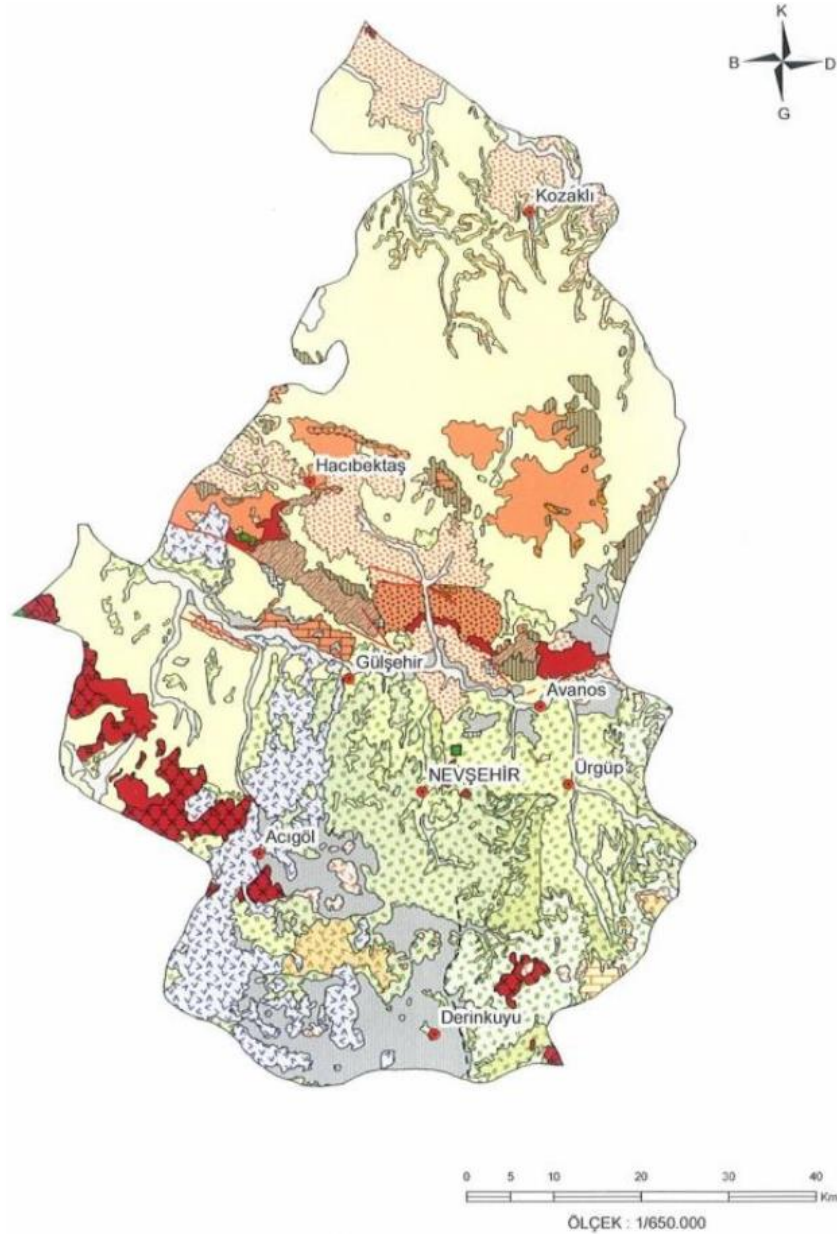 K
B D
G
Kozaklı
Hacıbektaş
Gülşehir
Avanos
NEVŞEHİR
Ürgüp
Acıgöl
Derinkuyu
0 5 10 20 30 40
Km
ÖLÇEK : 1/650.000